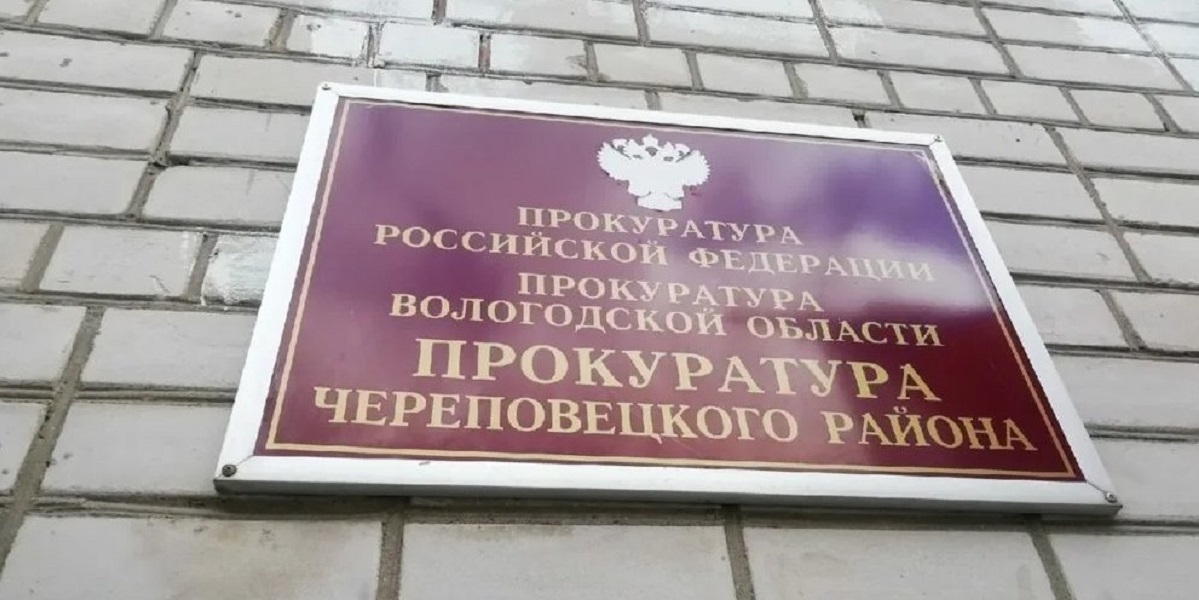 ПРОКУРАТУРА
РОССИЙСКОЙ ФЕДЕРАЦИИ
ПРОКУРАТУРА
ВОЛОГОДСКОЙ ОБЛАСТИ
ПРОКУРАТУРА
ЧЕРЕПОВЕЦКОГО РАЙОНА